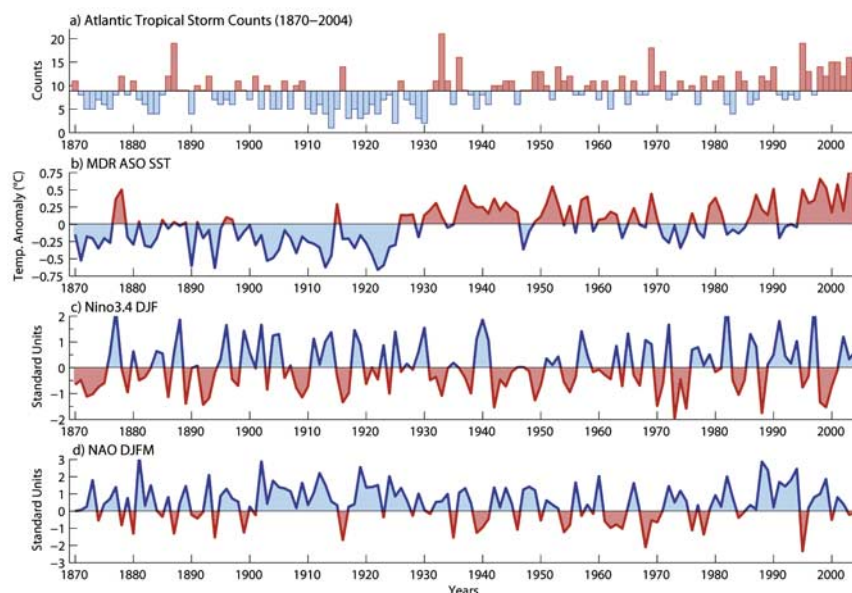 a) Atlantic Tropical Storm Counts (1870−2004)
20
15
10
5
0
Counts
1870 1880 1890 1900 1910 1920 1930 1940 1950 1960 1970 1980 1990 2000
b) MDR ASO SST
0.75
0.5
0.25
0
−0.25
−0.5
−0.75
Temp. Anomaly (°C)
1870 1880 1890 1900 1910 1920 1930 1940 1950 1960 1970 1980 1990 2000
c) Nino3.4 DJF
2
1
0
−1
−2
Standard Units
1870 1880 1890 1900 1910 1920 1930 1940 1950 1960 1970 1980 1990 2000
d) NAO DJFM
3
2
1
0
−1
−2
−3
Standard Units
1870 1880 1890 1900 1910 1920 1930 1940 1950 1960 1970 1980 1990 2000
Years